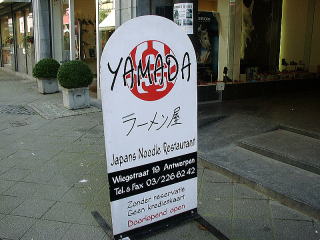 YAMADA
ラーメン屋
Japans Noodle Restaurant
Wiegstraat 19 Antwerpen
Tel. & Fax 03/226 82 42
Zonder reservatie
Geen kredietkaart
Doorlopend open